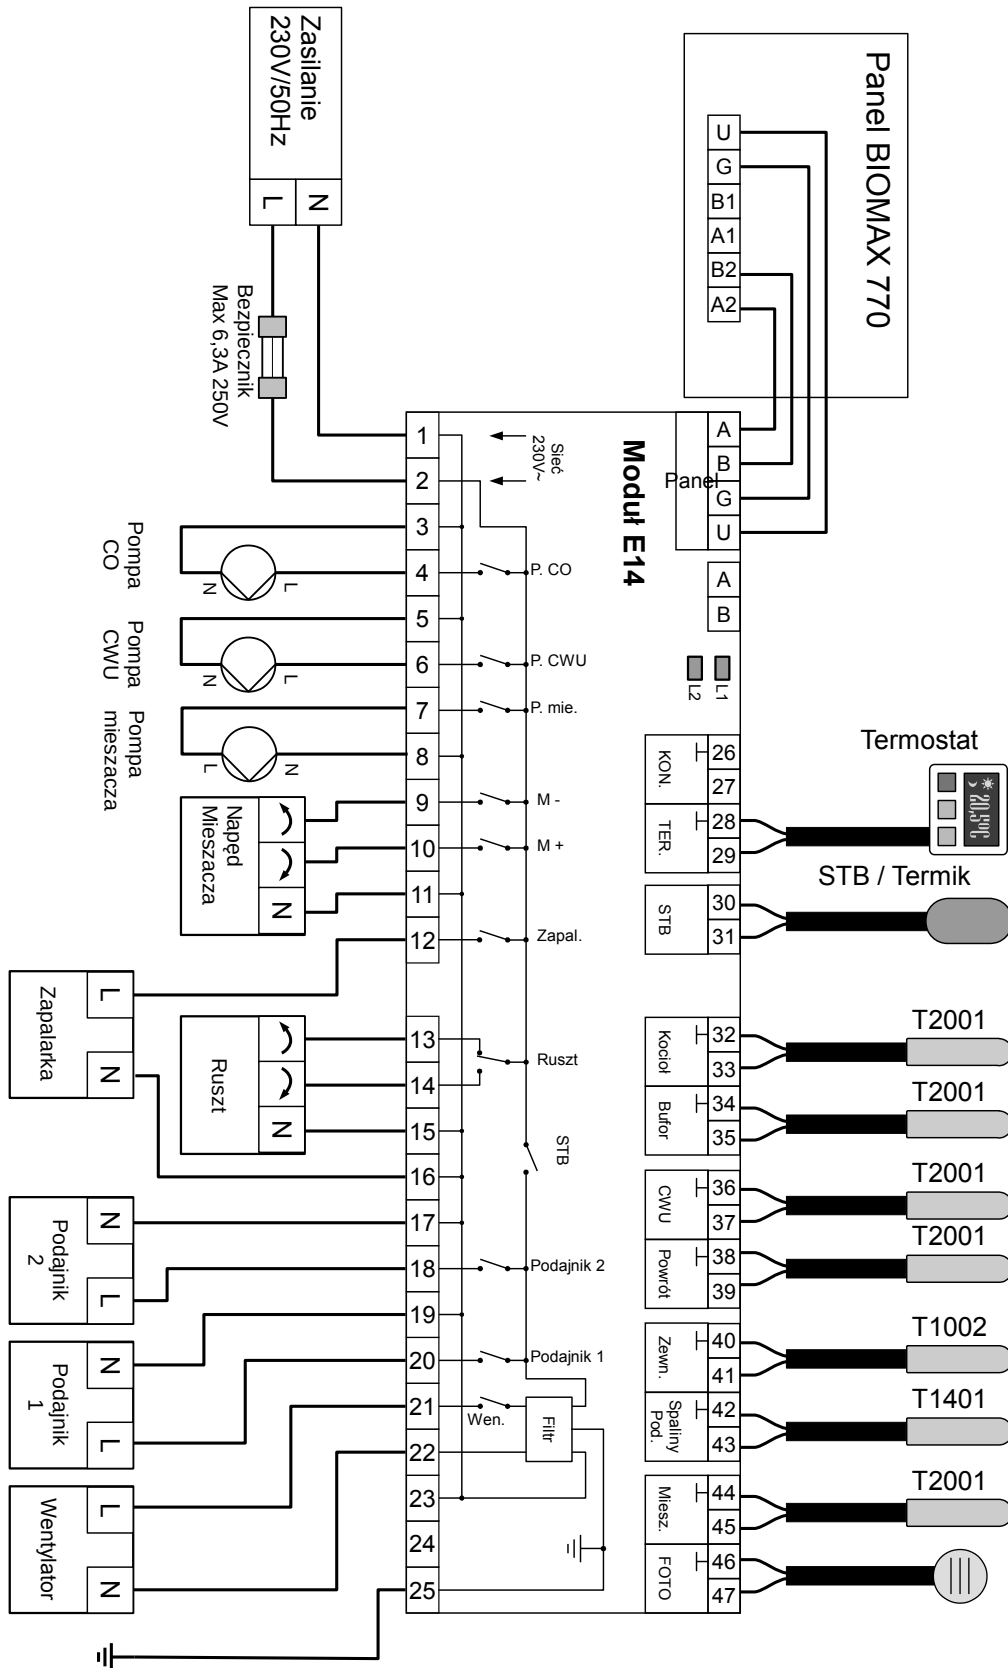 Zasilanie
230V/50Hz
L
N
Bezpiecznik
Max 6,3A 250V
Panel BIOMAX 770
U
G
B1
A1
B2
A2
Moduł E14
Panel
A
B
G
U
A
B
L1
L2
Sieć
230V~
1
2
3
4
5
6
7
8
9
10
11
12
13
14
15
16
17
18
19
20
21
22
23
24
25
P. CO
P. CWU
P. mie.
M -
M +
Zapal.
Ruszt
STB
Podajnik 2
Podajnik 1
Wen.
Filtr
Pompa
CO
N
L
Pompa
CWU
N
L
Pompa
mieszacza
L
N
Napęd
Mieszacza
N
Zapalarka
L
N
Ruszt
N
Podajnik
2
N
L
Podajnik
1
N
L
Wentylator
L
N
KON.
26
27
TER.
28
29
STB
30
31
Kocioł
32
33
Bufor
34
35
CWU
36
37
Powrót
38
39
Zewn.
40
41
Spaliny
Pod.
42
43
Miesz.
44
45
FOTO
46
47
Termostat
20,5°C
STB / Termik
T2001
T2001
T2001
T2001
T1002
T1401
T2001